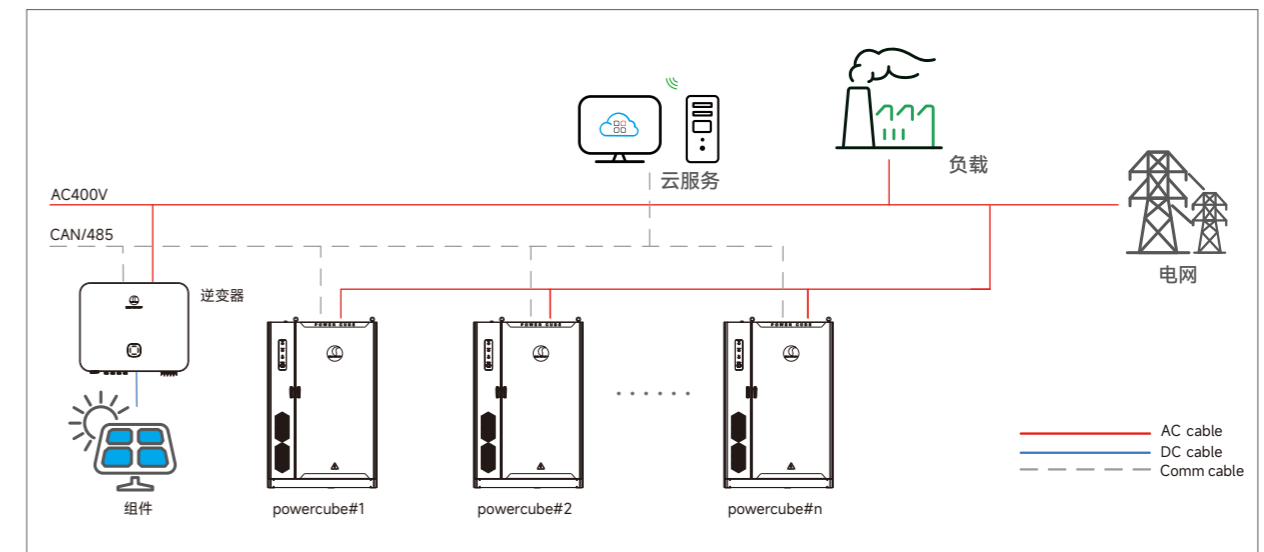 云服务
负载
AC400V
CAN/485
电网
逆变器
POWER CUBE
POWER CUBE
POWER CUBE
AC cable
DC cable
Comm cable
组件
powercube#1
powercube#2
powercube#n